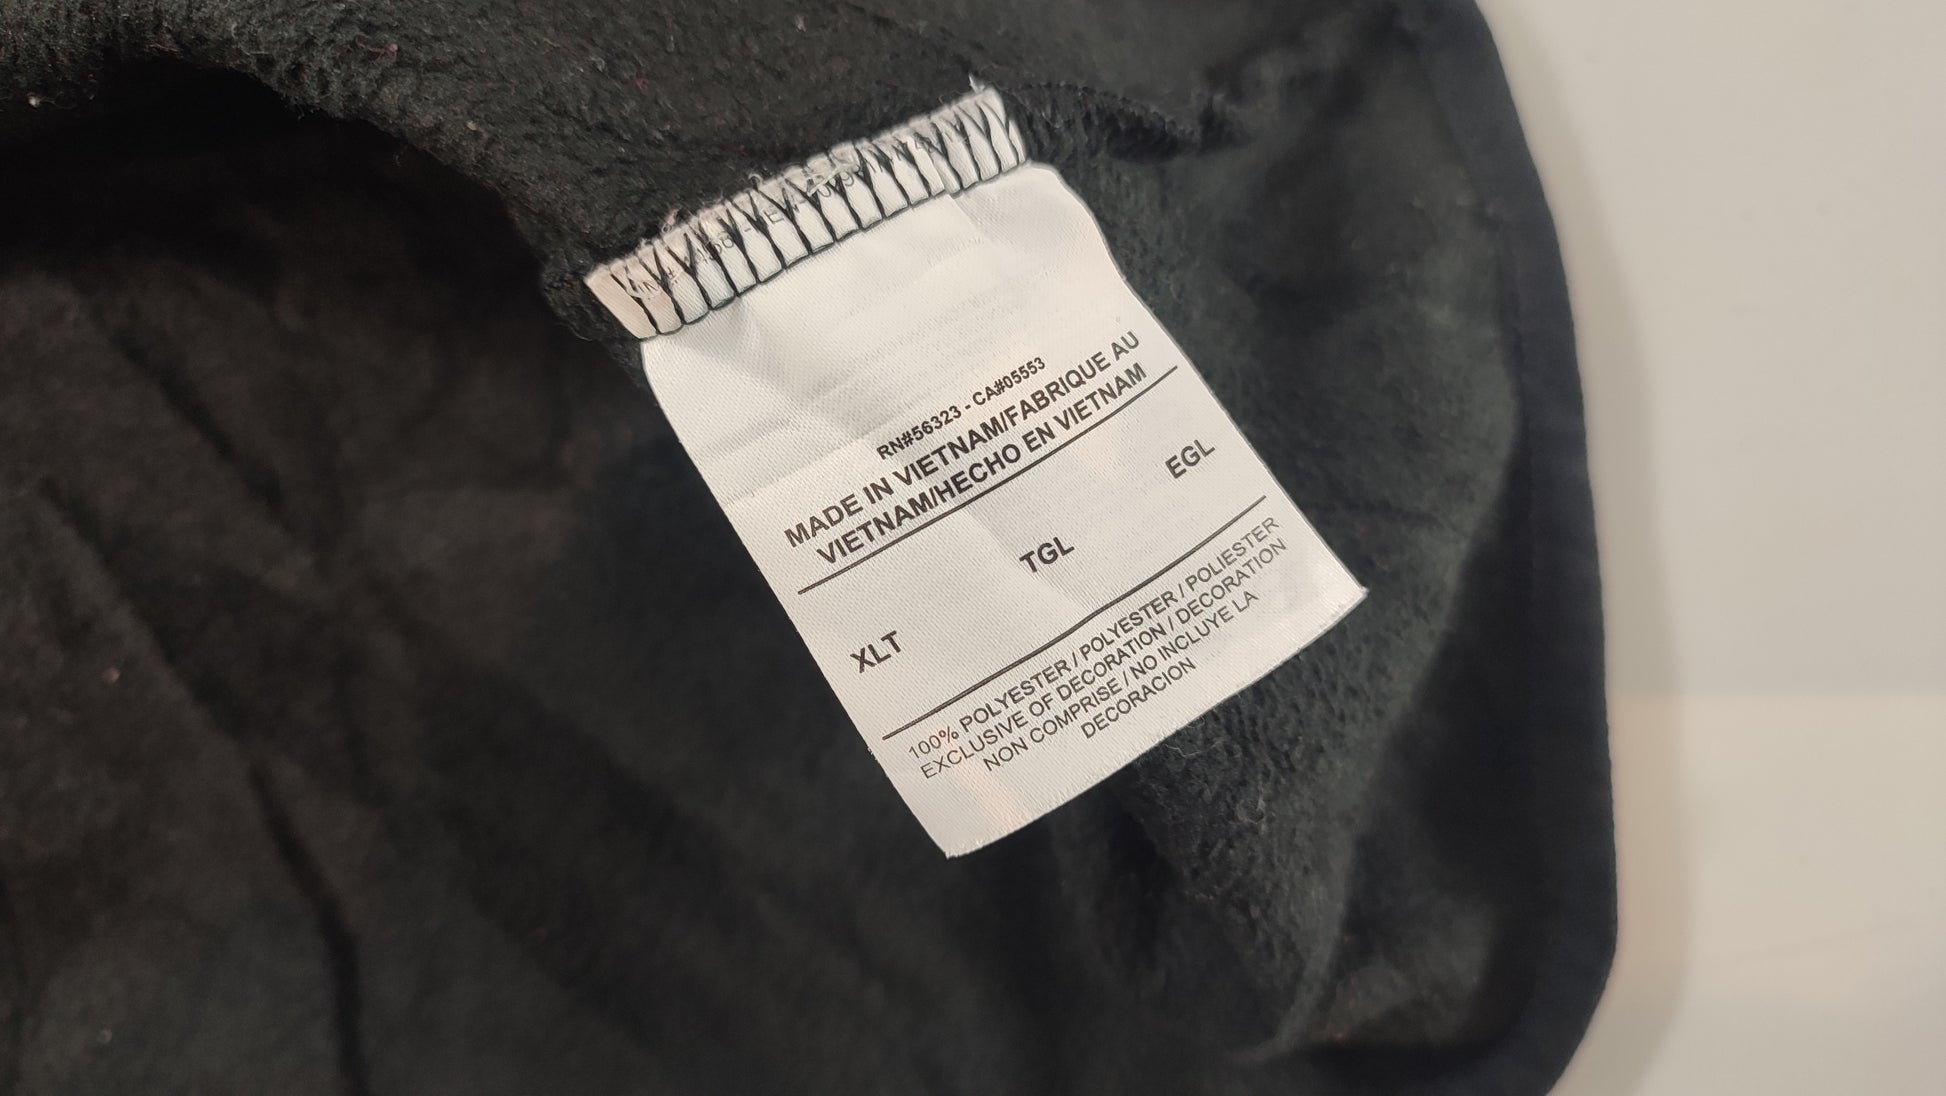 RN#56323 - CA#05553
MADE IN VIETNAM/FABRIQUE AU
VIETNAM/HECHO EN VIETNAM
XLT TGL EGL
100% POLYESTER / POLYESTER / POLIESTER
EXCLUSIVE OF DECORATION / DECORATION
NON COMPRISE / NO INCLUYE LA
DECORACION